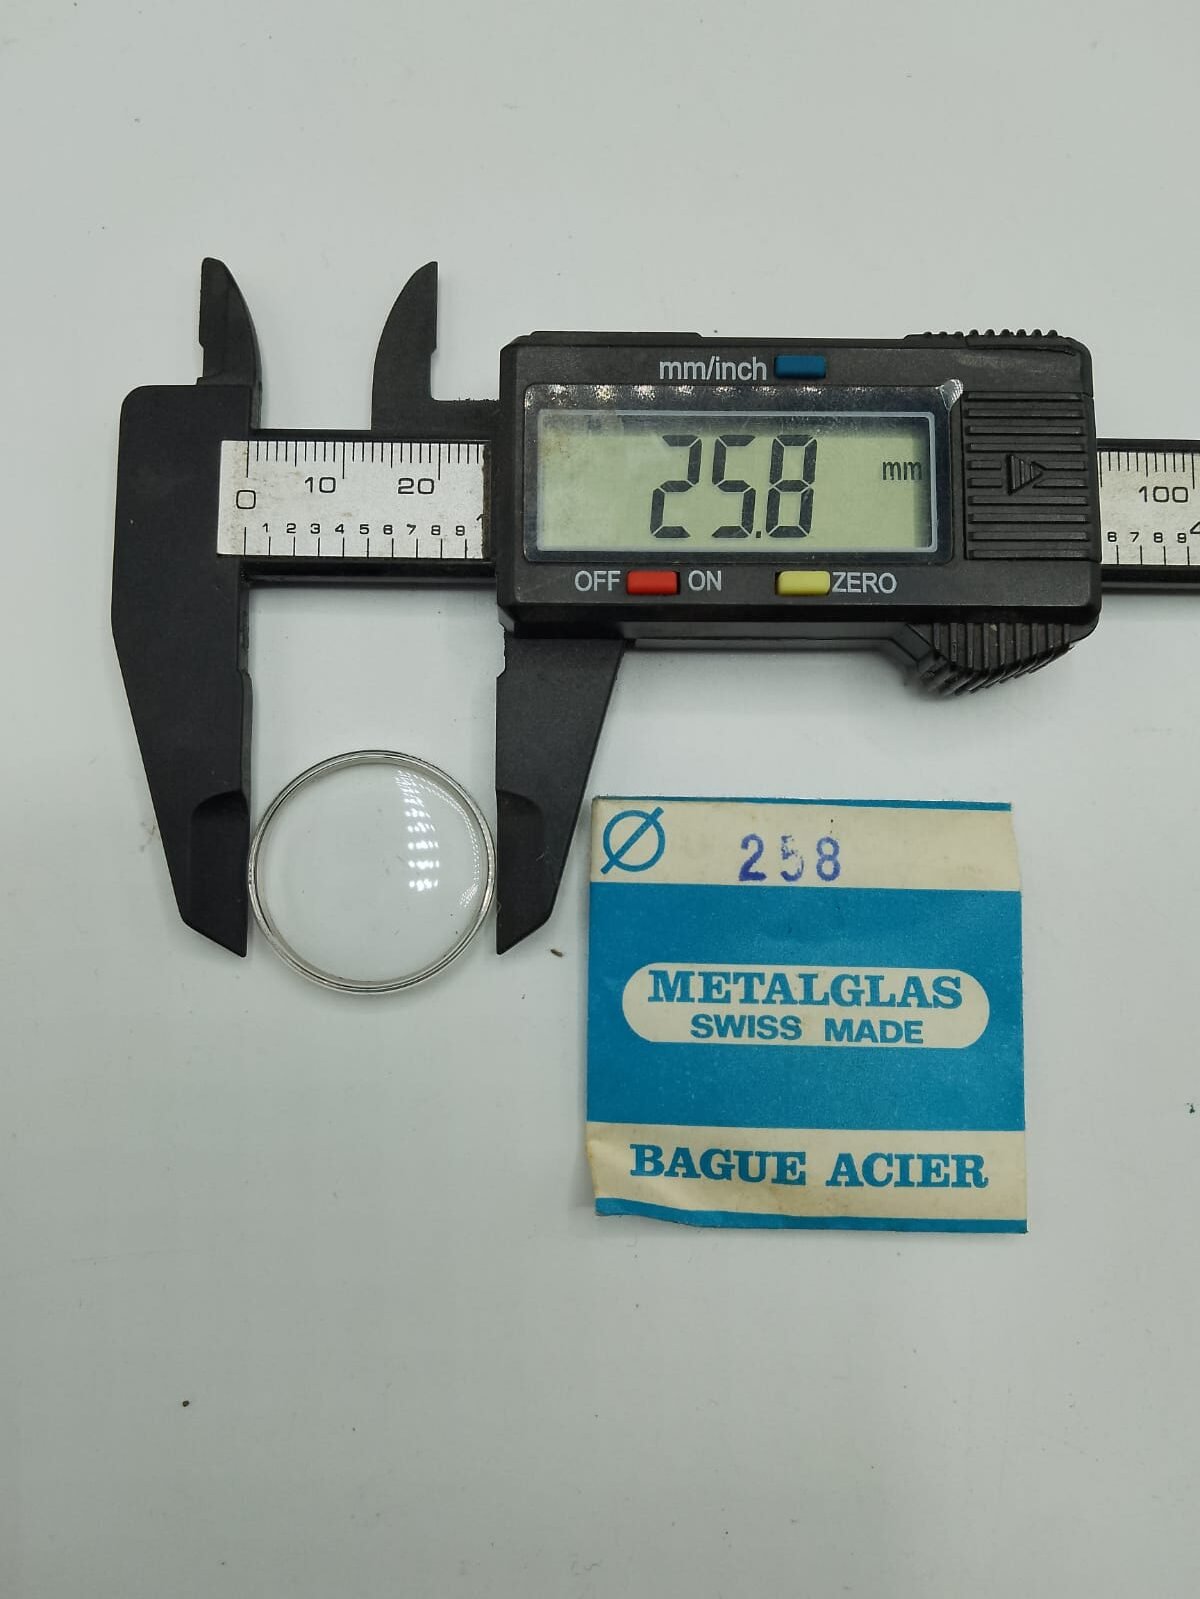 mm/inch
25.8 mm
OFF ON ZERO
0 10 20
1 2 3 4 5 6 7 8 9
100
6 7 8 9
Ø 258
METALGLAS
SWISS MADE
BAGUE ACIER